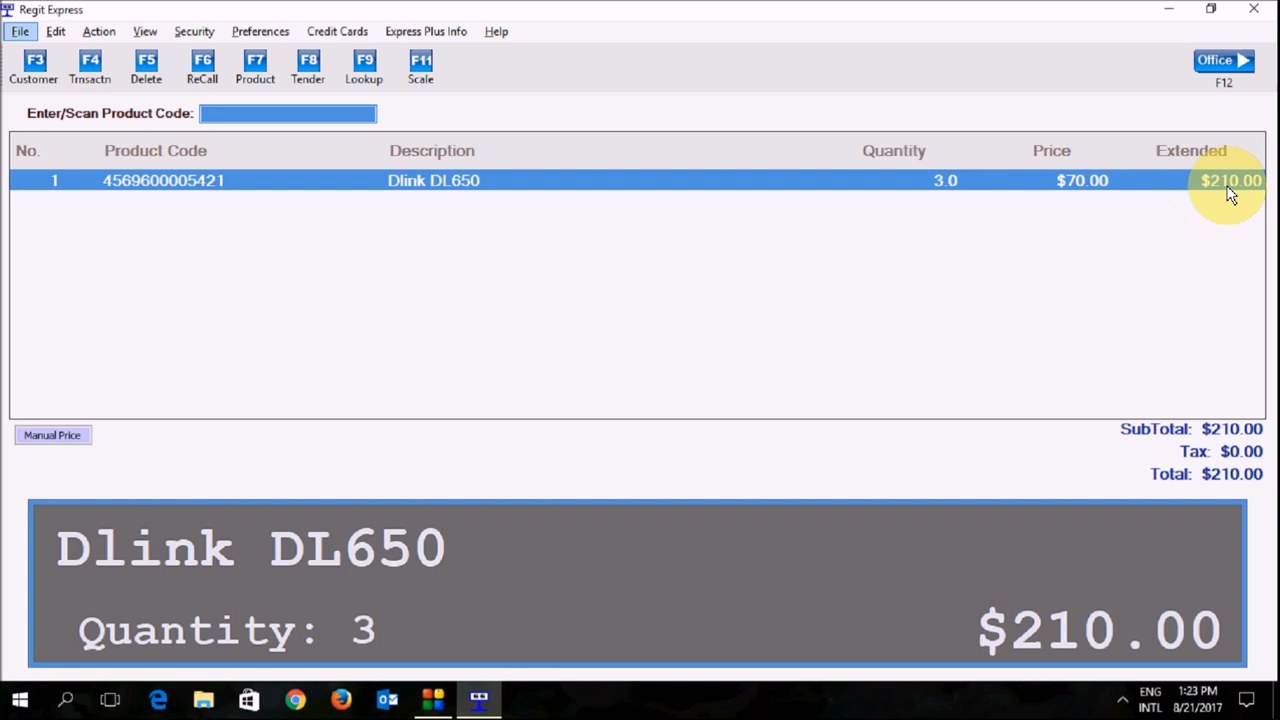 Regit Express
File Edit Action View Security Preferences Credit Cards Express Plus Info Help
F3 F4 F5 F6 F7 F8 F9 F11 Office
Customer Trnsactn Delete ReCall Product Tender Lookup Scale F12
Enter/Scan Product Code:
No. Product Code Description Quantity Price Extended
1 4569600005421 Dlink DL650 3.0 $70.00 $210.00
Manual Price
SubTotal: $210.00
Tax: $0.00
Total: $210.00
Dlink DL650
Quantity: 3 $210.00
ENG 1:23 PM
INTL 8/21/2017